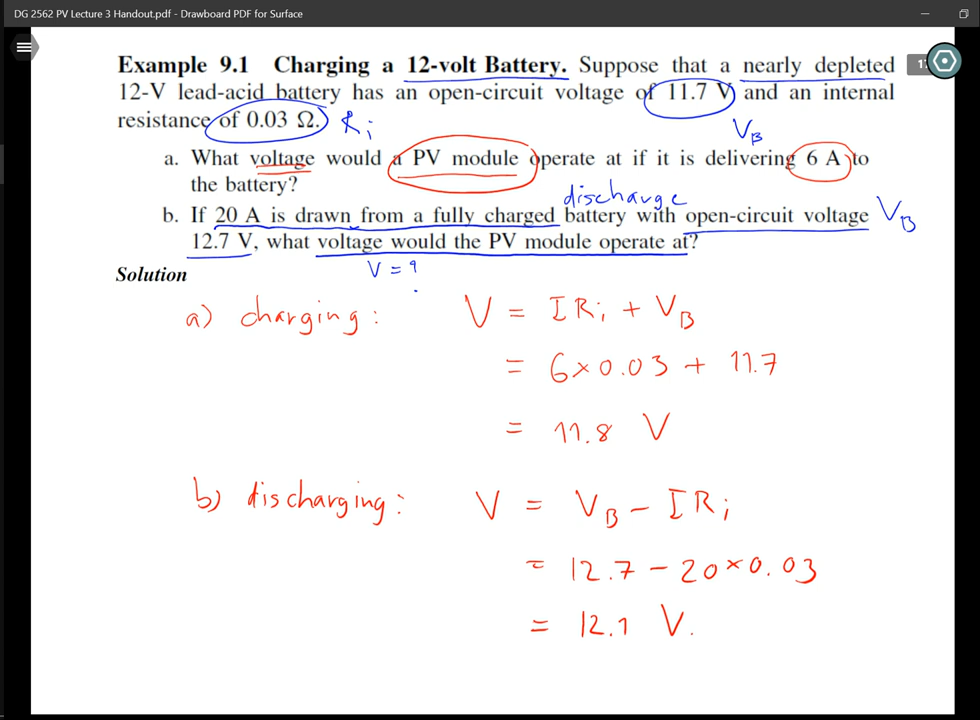 DG 2562 PV Lecture 3 Handout.pdf - Drawboard PDF for Surface
Example 9.1 Charging a 12-volt Battery. Suppose that a nearly depleted
12-V lead-acid battery has an open-circuit voltage of 11.7 V and an internal
resistance of 0.03 Ω. Ri
VB
a. What voltage would a PV module operate at if it is delivering 6 A to
the battery?
discharge
b. If 20 A is drawn from a fully charged battery with open-circuit voltage VB
12.7 V, what voltage would the PV module operate at?
V = ?
Solution
a) charging: V = IRi + VB
= 6×0.03 + 11.7
= 11.8 V
b) discharging: V = VB - IRi
= 12.7 - 20×0.03
= 12.1 V.